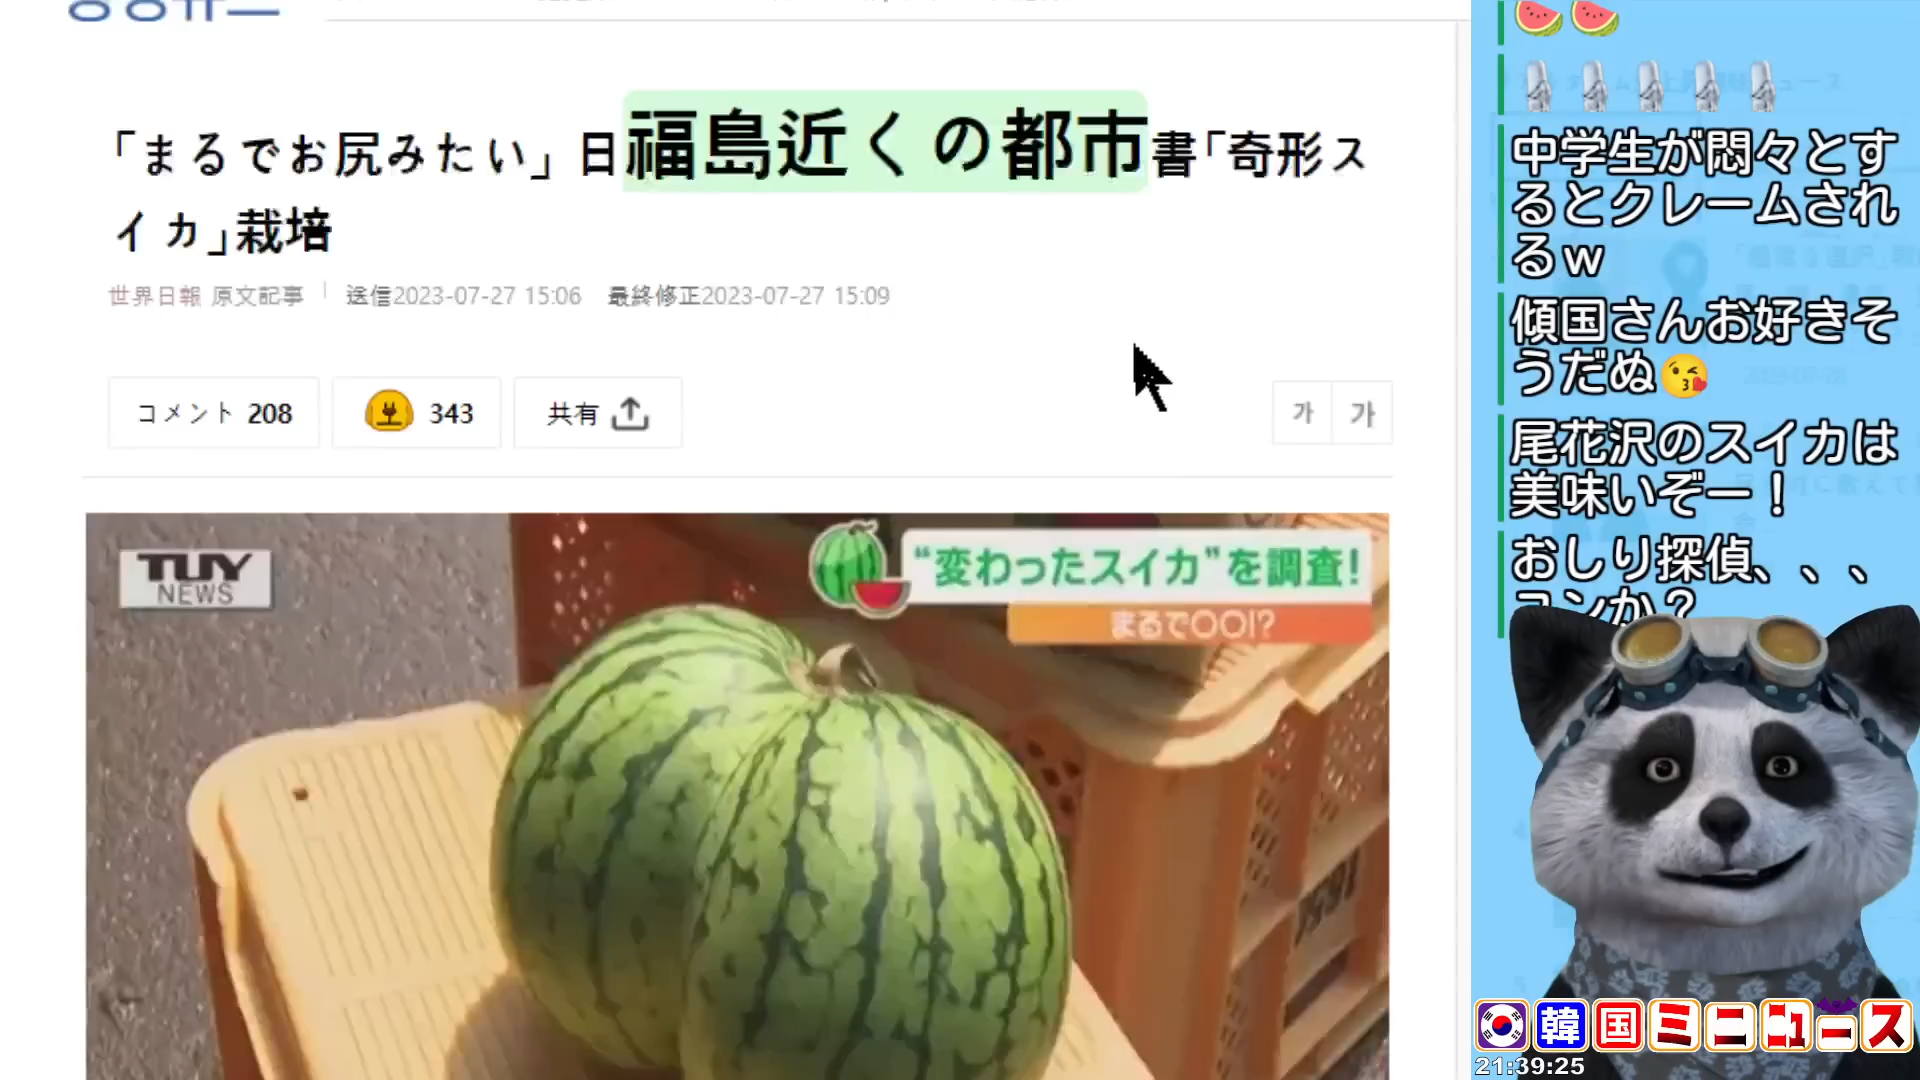 「まるでお尻みたい」 日福島近くの都市書「奇形ス
イカ」栽培
世界日報 原文記事 送信2023-07-27 15:06 最終修正2023-07-27 15:09
コメント 208
343
共有
가 가
TUY
NEWS
“変わったスイカ”を調査!
まるで〇〇!?
中学生が悶々とす
るとクレームされ
るw
傾国さんお好きそ
うだぬ😘
尾花沢のスイカは
美味いぞー！
おしり探偵、、、
コンか？
韓国ミニニュース
21:39:25